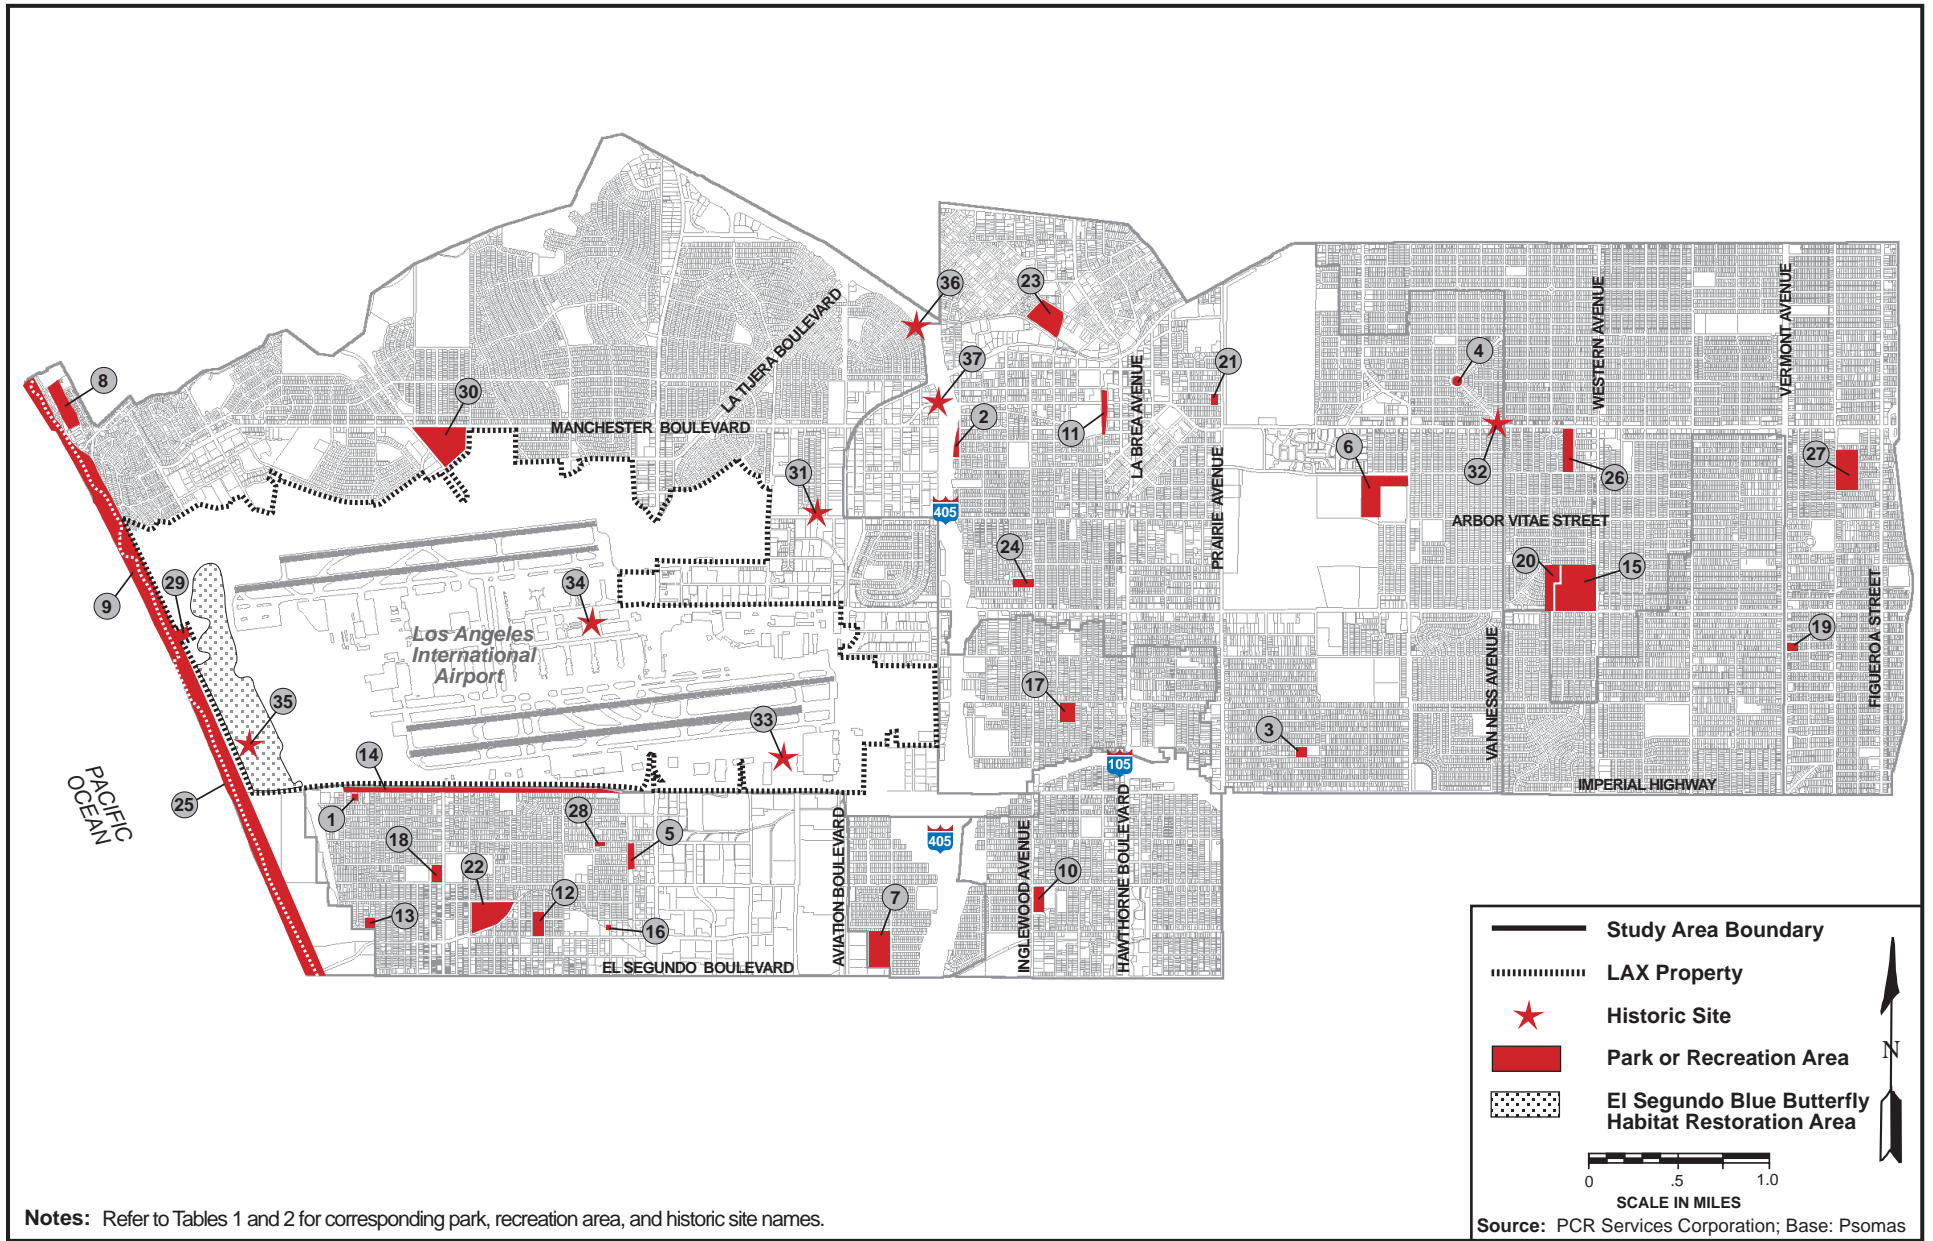 36
23
37
21
4
8
LA TIJERA BOULEVARD
LA BREA AVENUE
WESTERN AVENUE
VERMONT AVENUE
30
MANCHESTER BOULEVARD
2
11
6
32
26
27
31
405
PRAIRIE AVENUE
ARBOR VITAE STREET
9
29
34
24
20
15
Los Angeles
International
Airport
19
FIGUEROA STREET
VAN NESS AVENUE
35
17
33
3
14
105
IMPERIAL HIGHWAY
PACIFIC
OCEAN
25
1
28
5
18
22
12
13
16
AVIATION BOULEVARD
405
7
INGLEWOOD AVENUE
10
HAWTHORNE BOULEVARD
EL SEGUNDO BOULEVARD
Study Area Boundary
LAX Property
Historic Site
Park or Recreation Area
El Segundo Blue Butterfly
Habitat Restoration Area
N
0 .5 1.0
SCALE IN MILES
Source: PCR Services Corporation; Base: Psomas
Notes: Refer to Tables 1 and 2 for corresponding park, recreation area, and historic site names.